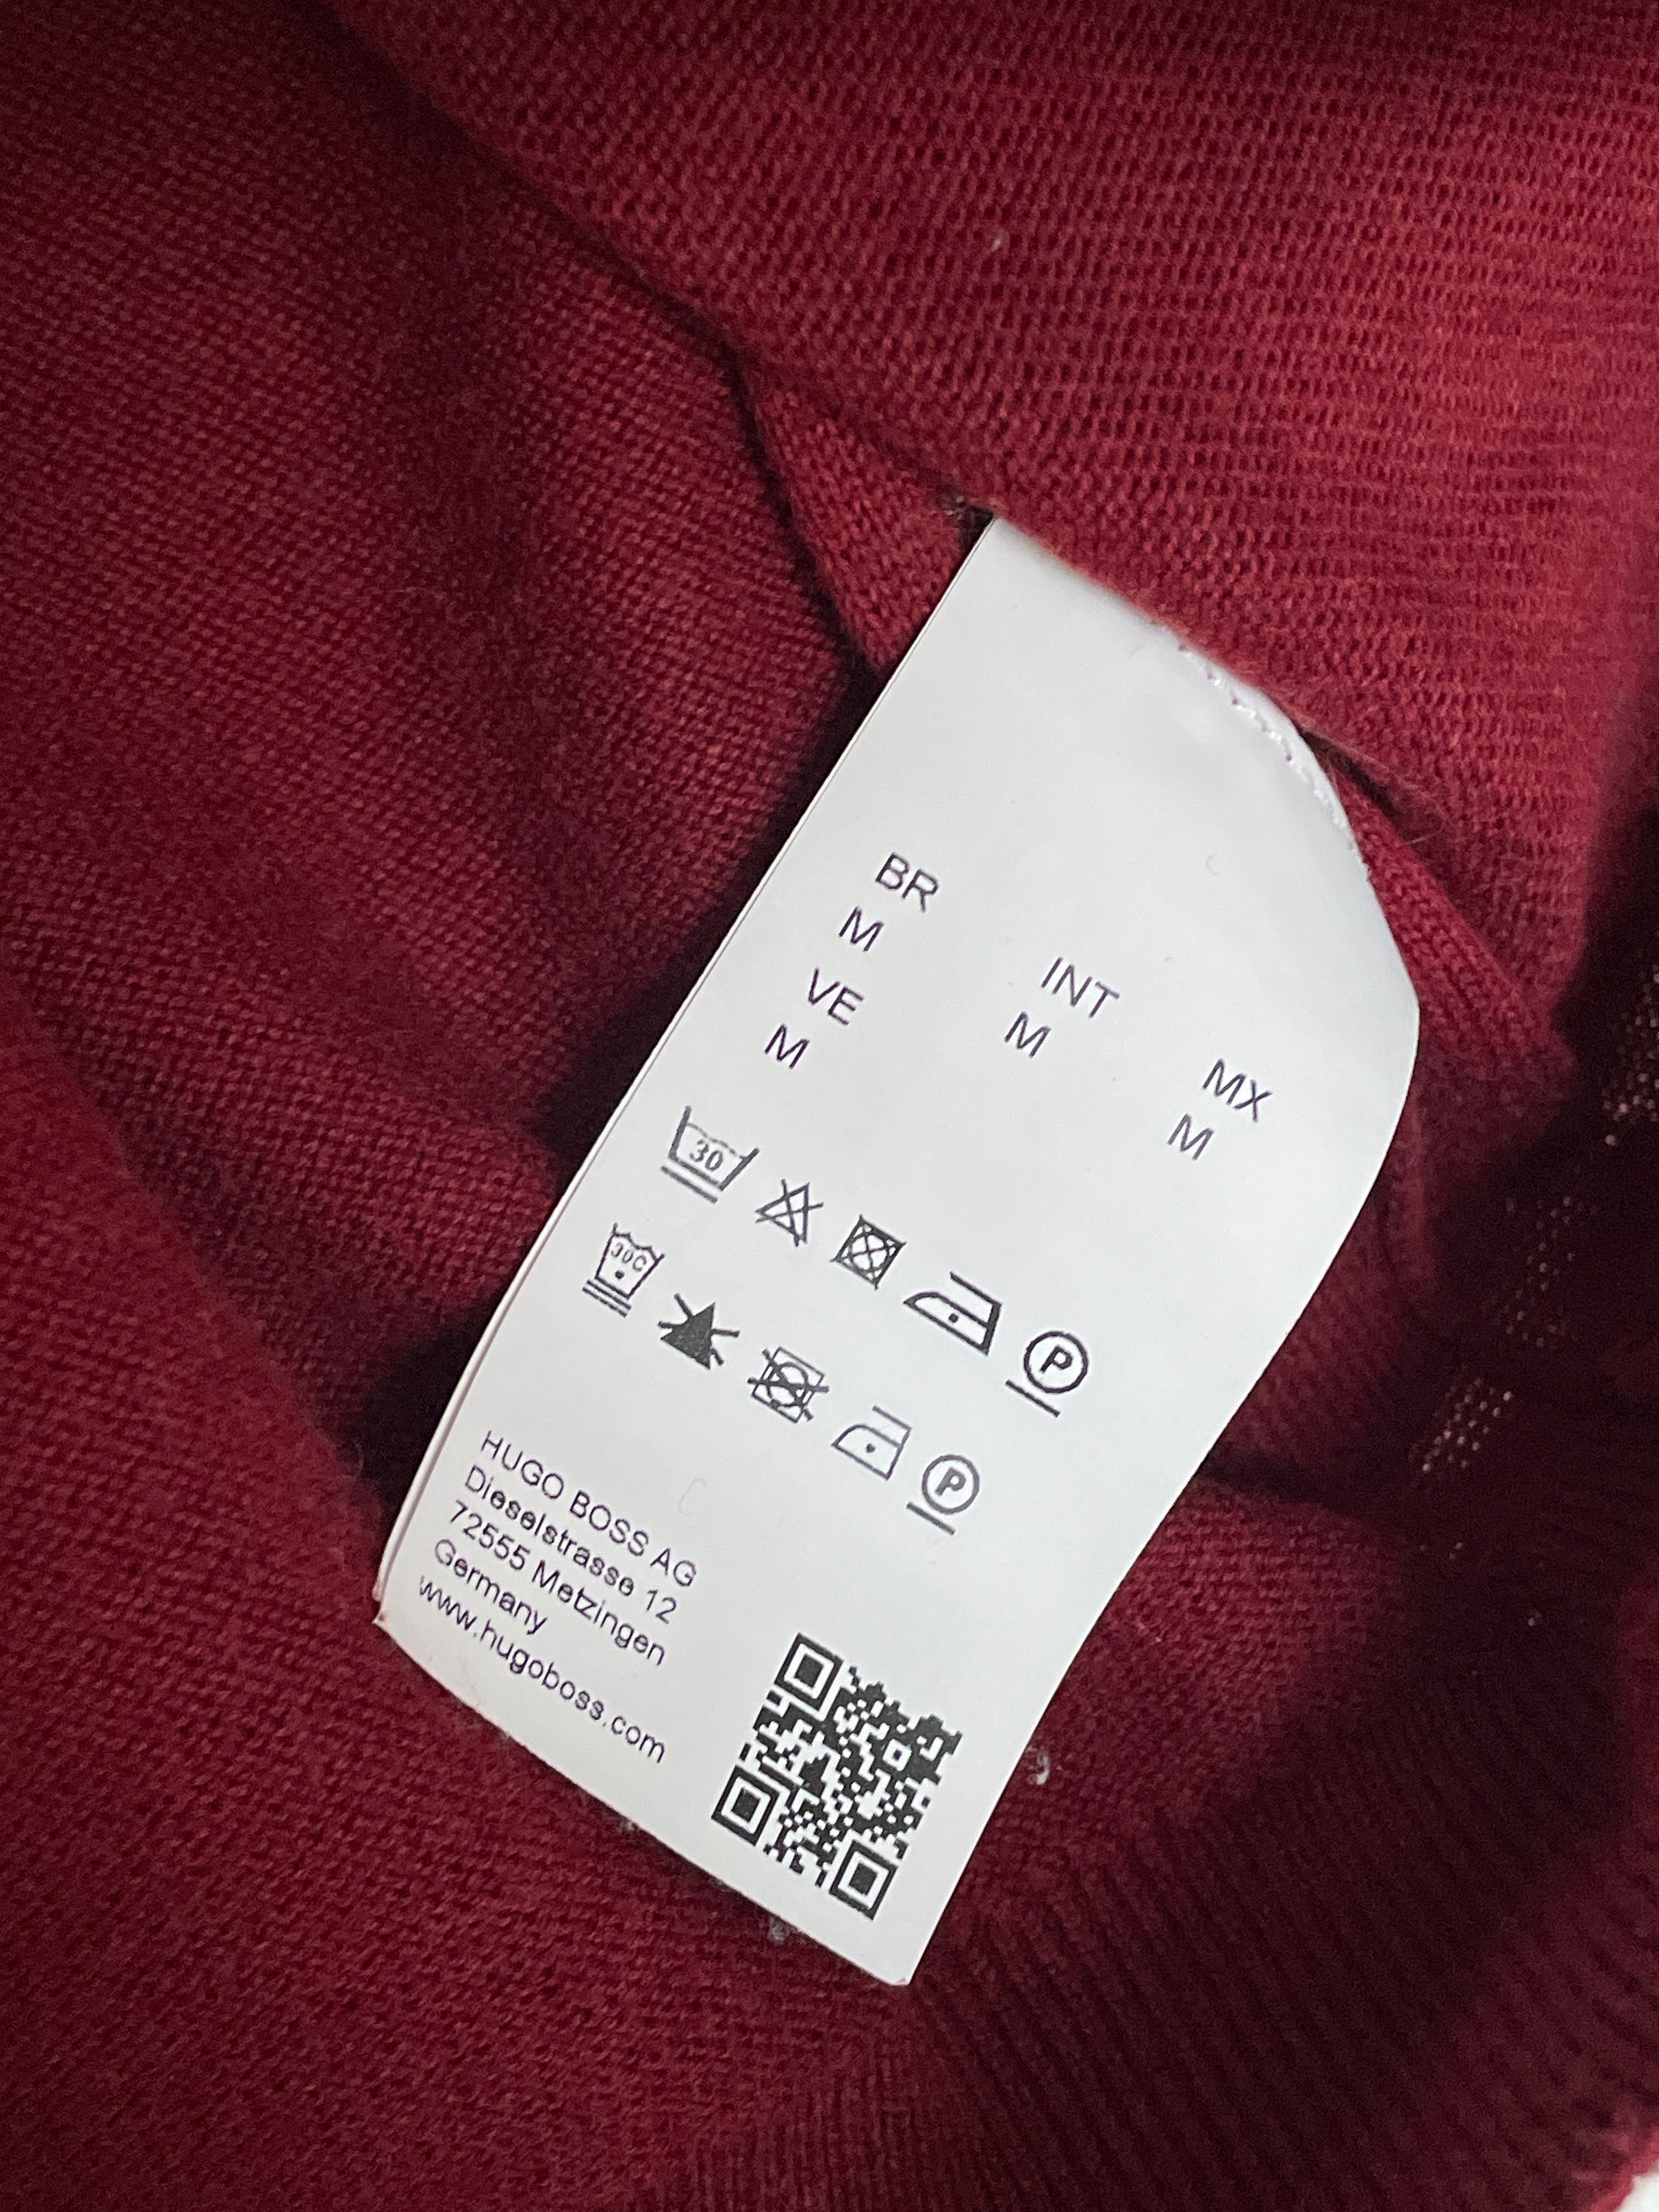 BR INT MX
M M M
VE
M
30
P
30C
P
HUGO BOSS AG
Dieselstrasse 12
72555 Metzingen
Germany
www.hugoboss.com